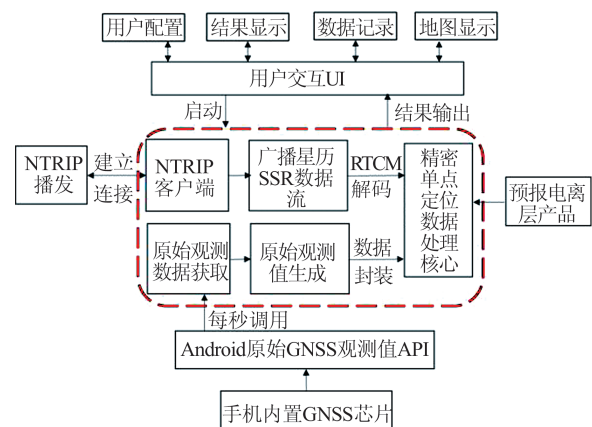 用户配置
结果显示
数据记录
地图显示
用户交互UI
启动
结果输出
NTRIP
播发
建立
连接
NTRIP
客户端
广播星历
SSR数据
流
RTCM
解码
精密
单点
定位
数据
处理
核心
预报电离
层产品
原始观测
数据获取
原始观测
值生成
数据
封装
每秒调用
Android原始GNSS观测值API
手机内置GNSS芯片